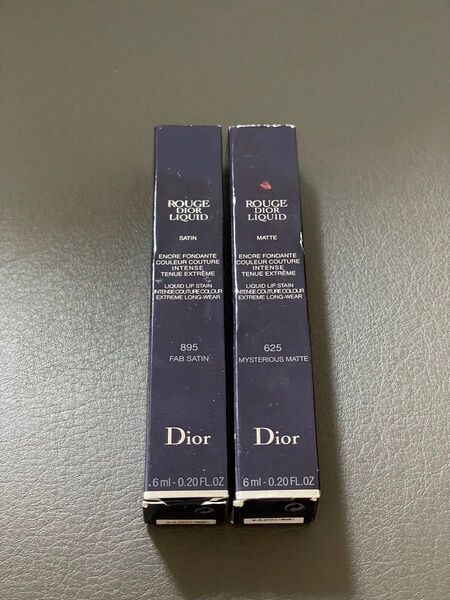 ROUGE
DIOR
LIQUID
SATIN
ENCRE FONDANTE
COULEUR COUTURE
INTENSE
TENUE EXTRÊME
LIQUID LIP STAIN
INTENSE COUTURE COLOUR
EXTREME LONG-WEAR
895
FAB SATIN
Dior
6 ml - 0.20 FL.OZ
ROUGE
DIOR
LIQUID
MATTE
ENCRE FONDANTE
COULEUR COUTURE
INTENSE
TENUE EXTRÊME
LIQUID LIP STAIN
INTENSE COUTURE COLOUR
EXTREME LONG-WEAR
625
MYSTERIOUS MATTE
Dior
6 ml - 0.20 FL.OZ